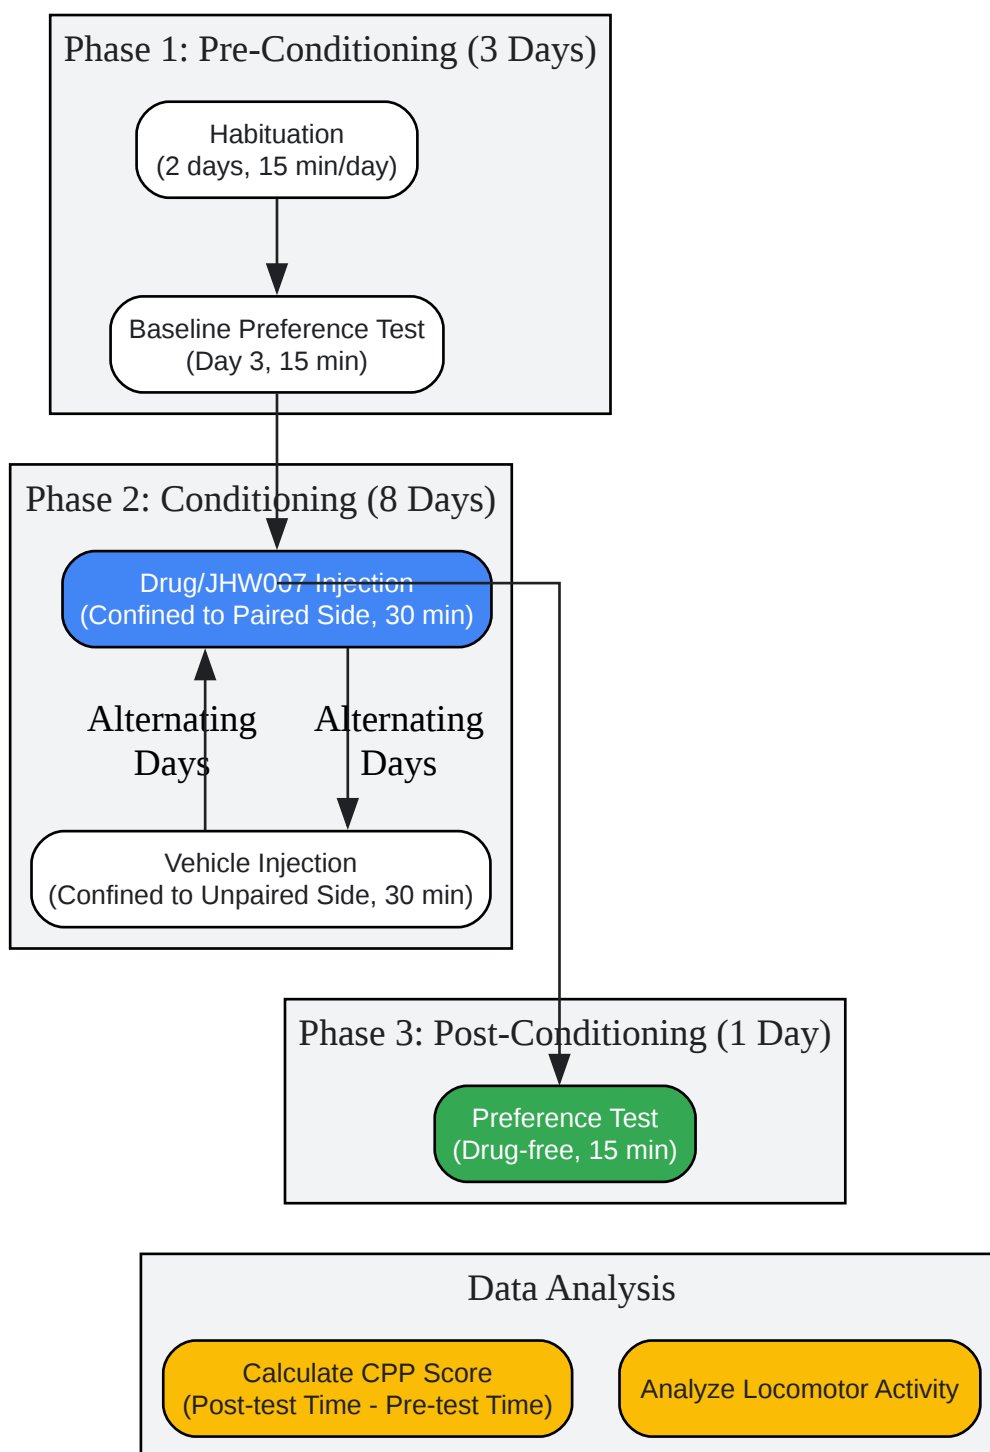 Phase 1: Pre-Conditioning (3 Days)
Habituation
(2 days, 15 min/day)
Baseline Preference Test
(Day 3, 15 min)
Phase 2: Conditioning (8 Days)
Drug/JHW007 Injection
(Confined to Paired Side, 30 min)
Alternating
Days
Alternating
Days
Vehicle Injection
(Confined to Unpaired Side, 30 min)
Phase 3: Post-Conditioning (1 Day)
Preference Test
(Drug-free, 15 min)
Data Analysis
Calculate CPP Score
(Post-test Time - Pre-test Time)
Analyze Locomotor Activity